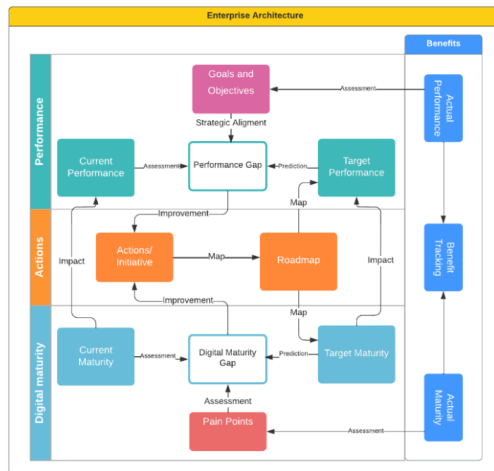 Enterprise Architecture
Benefits
Performance
Goals and
Objectives
Assessment
Actual
Performance
Strategic Aligment
Current
Performance
Assessment
Performance Gap
Prediction
Target
Performance
Improvement
Map
Actions
Impact
Actions/
Initiative
Map
Roadmap
Impact
Benefit
Tracking
Improvement
Map
Digital maturity
Current
Maturity
Assessment
Digital Maturity
Gap
Prediction
Target Maturity
Assessment
Actual
Maturity
Pain Points
Assessment